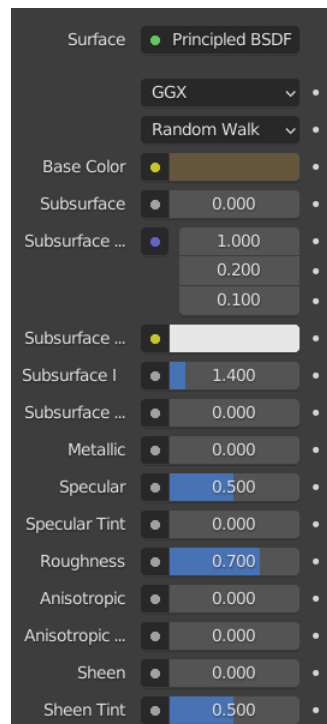 Surface Principled BSDF
GGX
Random Walk
Base Color
Subsurface 0.000
Subsurface ... 1.000
0.200
0.100
Subsurface ...
Subsurface I 1.400
Subsurface ... 0.000
Metallic 0.000
Specular 0.500
Specular Tint 0.000
Roughness 0.700
Anisotropic 0.000
Anisotropic ... 0.000
Sheen 0.000
Sheen Tint 0.500